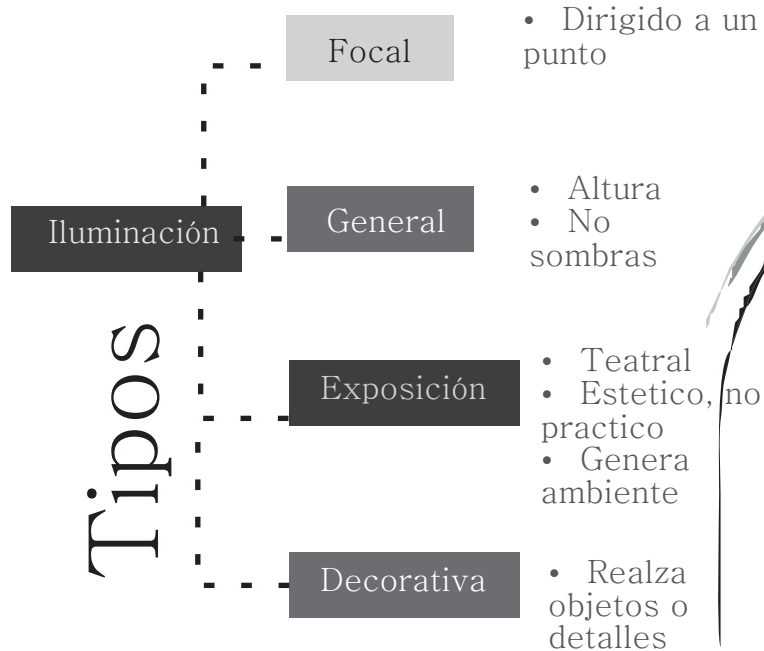 Focal
• Dirigido a un
punto
Iluminación
General
• Altura
• No
sombras
Tipos
Exposición
• Teatral
• Estetico, no
practico
• Genera
ambiente
Decorativa
• Realza
objetos o
detalles